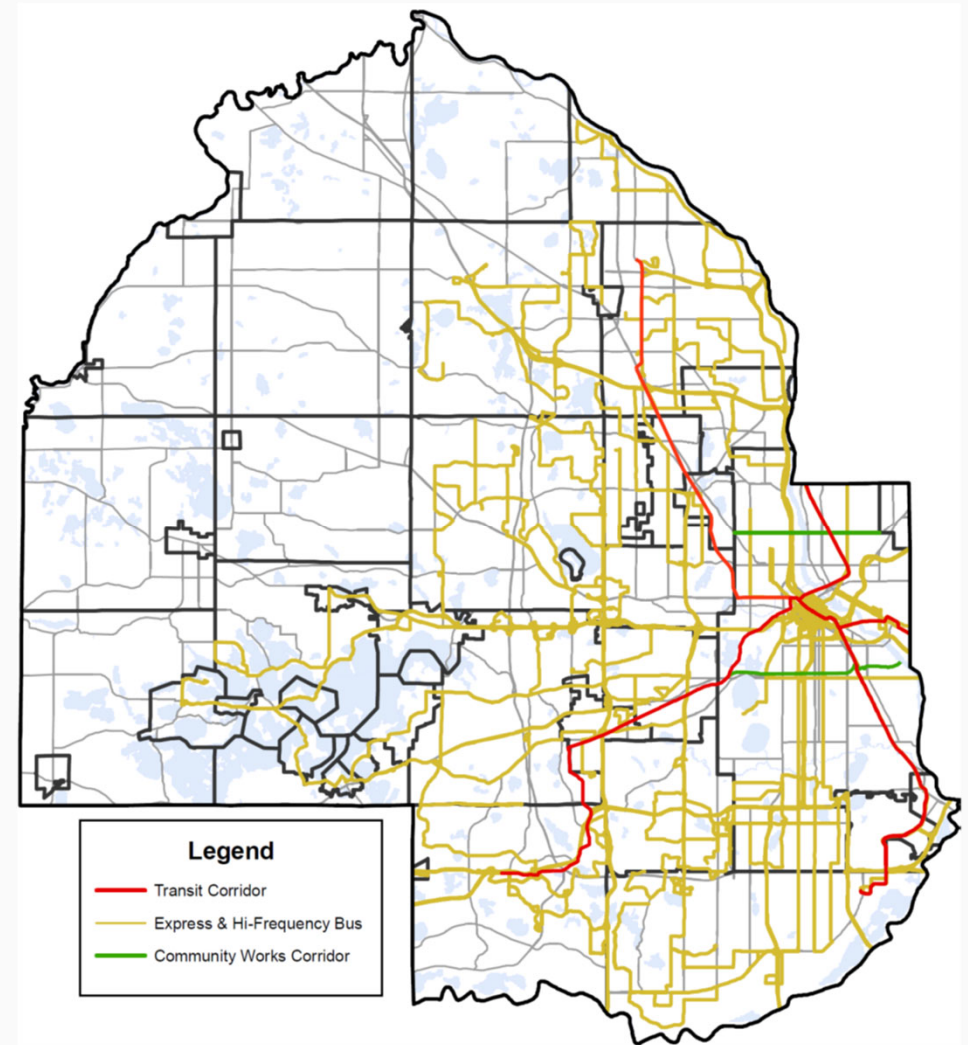 Legend
Transit Corridor
Express & Hi-Frequency Bus
Community Works Corridor